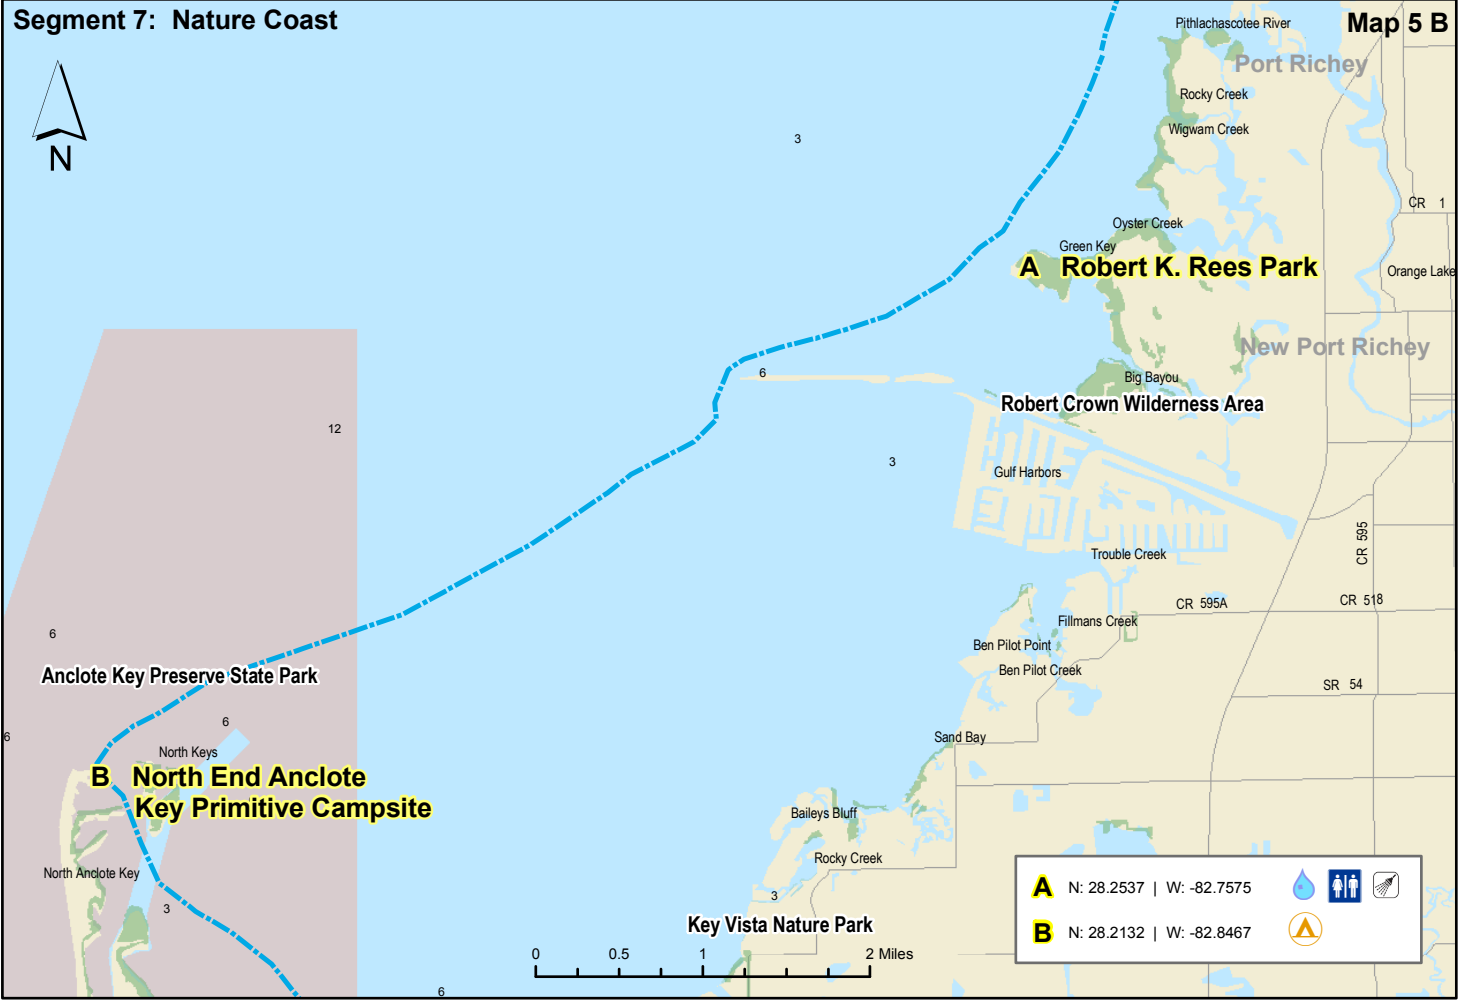 Segment 7: Nature Coast
Map 5 B
Pithlachascotee River
Port Richey
Rocky Creek
Wigwam Creek
N
3
CR 1
Oyster Creek
Green Key
A Robert K. Rees Park
Orange Lake
New Port Richey
6
Big Bayou
Robert Crown Wilderness Area
12
3
Gulf Harbors
CR 595
Trouble Creek
CR 595A
CR 518
Fillmans Creek
6
Ben Pilot Point
Ben Pilot Creek
Anclote Key Preserve State Park
SR 54
6
6
Sand Bay
North Keys
B North End Anclote
Key Primitive Campsite
Baileys Bluff
Rocky Creek
North Anclote Key
3
3
Key Vista Nature Park
A N: 28.2537 | W: -82.7575
B N: 28.2132 | W: -82.8467
0 0.5 1 2 Miles
6